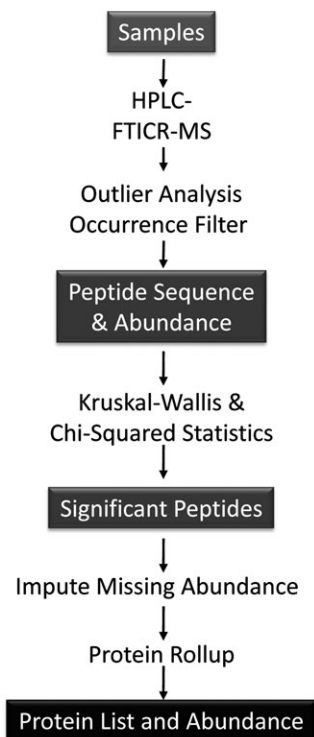 Samples
HPLC-
FTICR-MS
Outlier Analysis
Occurrence Filter
Peptide Sequence
& Abundance
Kruskal-Wallis &
Chi-Squared Statistics
Significant Peptides
Impute Missing Abundance
Protein Rollup
Protein List and Abundance